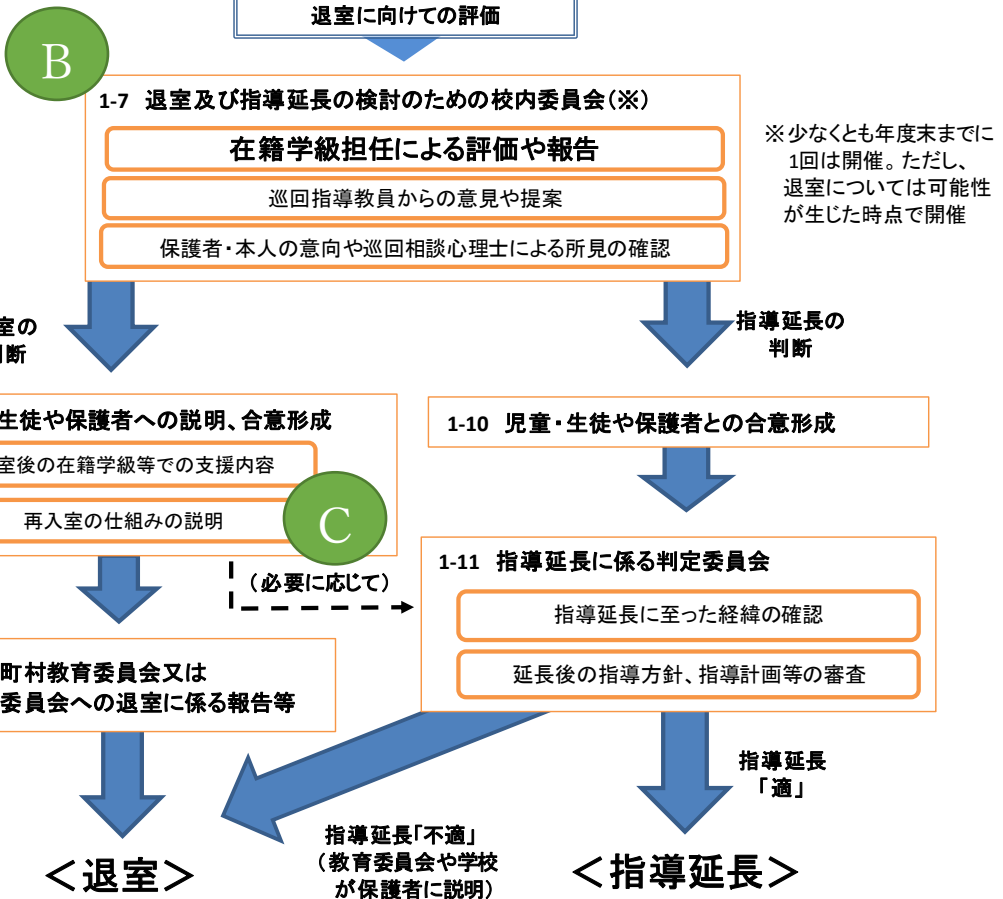 退室に向けての評価
B
1-7 退室及び指導延長の検討のための校内委員会(※)
在籍学級担任による評価や報告
巡回指導教員からの意見や提案
保護者・本人の意向や巡回相談心理士による所見の確認
※少なくとも年度末までに
1回は開催。ただし、
退室については可能性
が生じた時点で開催
室の
断
指導延長の
判断
生徒や保護者への説明、合意形成
室後の在籍学級等での支援内容
再入室の仕組みの説明
C
1-10 児童・生徒や保護者との合意形成
(必要に応じて)
1-11 指導延長に係る判定委員会
指導延長に至った経緯の確認
延長後の指導方針、指導計画等の審査
町村教育委員会又は
委員会への退室に係る報告等
指導延長
「適」
指導延長「不適」
(教育委員会や学校
が保護者に説明)
<退室>
<指導延長>